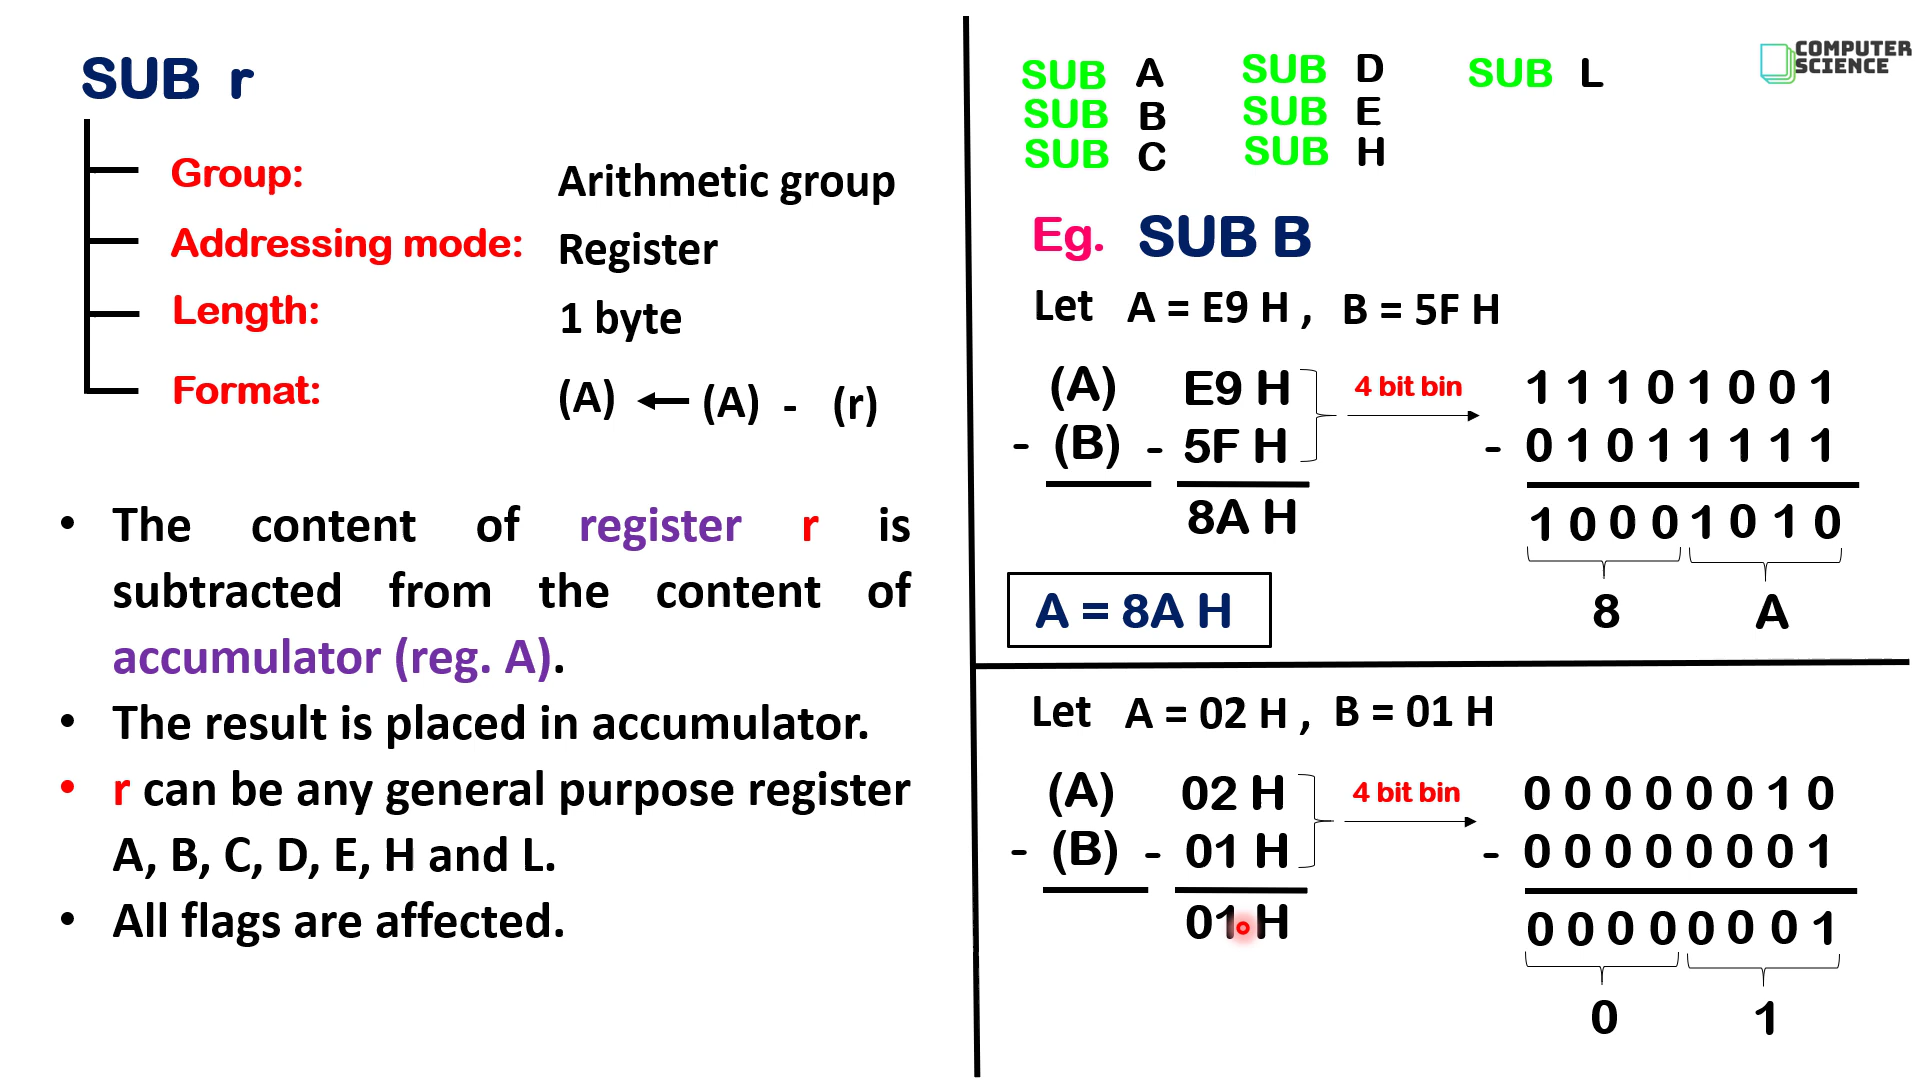 SUB r
Group: Arithmetic group
Addressing mode: Register
Length: 1 byte
Format: (A) ← (A) - (r)
• The content of register r is
subtracted from the content of
accumulator (reg. A).
• The result is placed in accumulator.
• r can be any general purpose register
A, B, C, D, E, H and L.
• All flags are affected.
SUB A SUB D SUB L
SUB B SUB E
SUB C SUB H
COMPUTER
SCIENCE
Eg. SUB B
Let A = E9 H , B = 5F H
(A) E9 H 4 bit bin 1 1 1 0 1 0 0 1
- (B) - 5F H - 0 1 0 1 1 1 1 1
8A H 1 0 0 0 1 0 1 0
A = 8A H 8 A
Let A = 02 H , B = 01 H
(A) 02 H 4 bit bin 0 0 0 0 0 0 1 0
- (B) - 01 H - 0 0 0 0 0 0 0 1
01 H 0 0 0 0 0 0 0 1
0 1